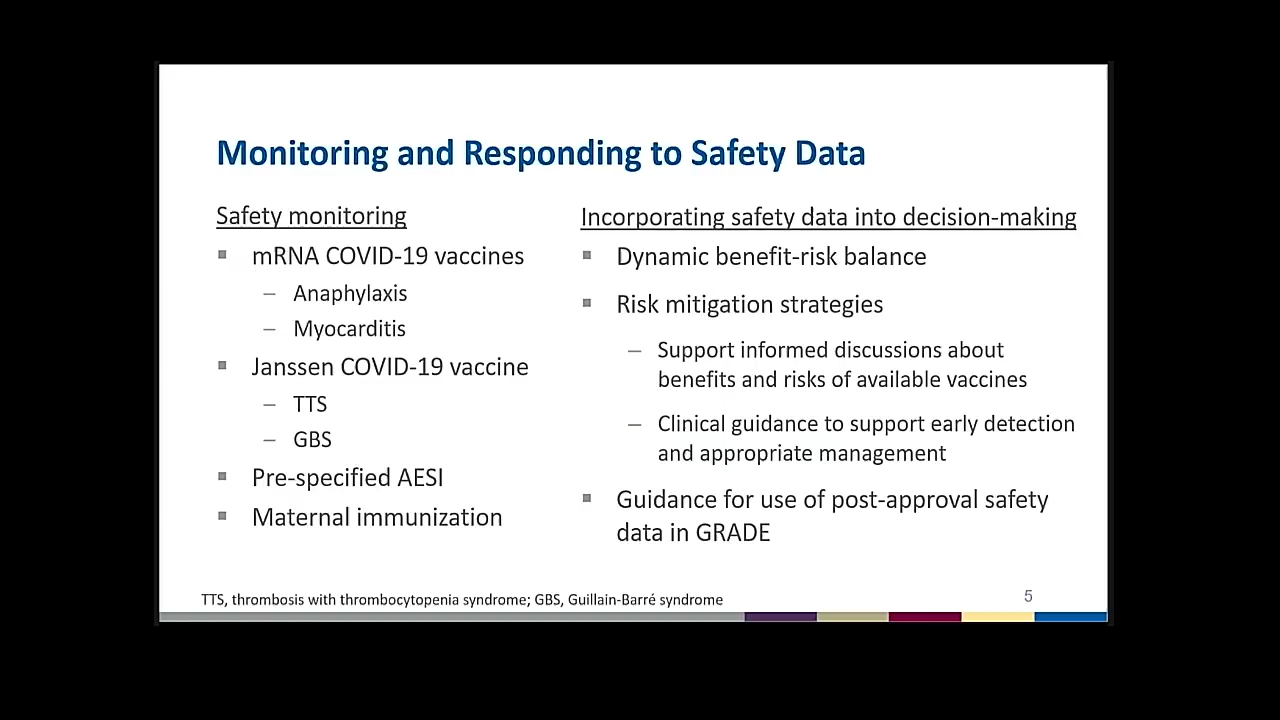 Monitoring and Responding to Safety Data
Safety monitoring
mRNA COVID-19 vaccines
– Anaphylaxis
– Myocarditis
Janssen COVID-19 vaccine
– TTS
– GBS
Pre-specified AESI
Maternal immunization
Incorporating safety data into decision-making
Dynamic benefit-risk balance
Risk mitigation strategies
– Support informed discussions about
benefits and risks of available vaccines
– Clinical guidance to support early detection
and appropriate management
Guidance for use of post-approval safety
data in GRADE
TTS, thrombosis with thrombocytopenia syndrome; GBS, Guillain-Barré syndrome
5